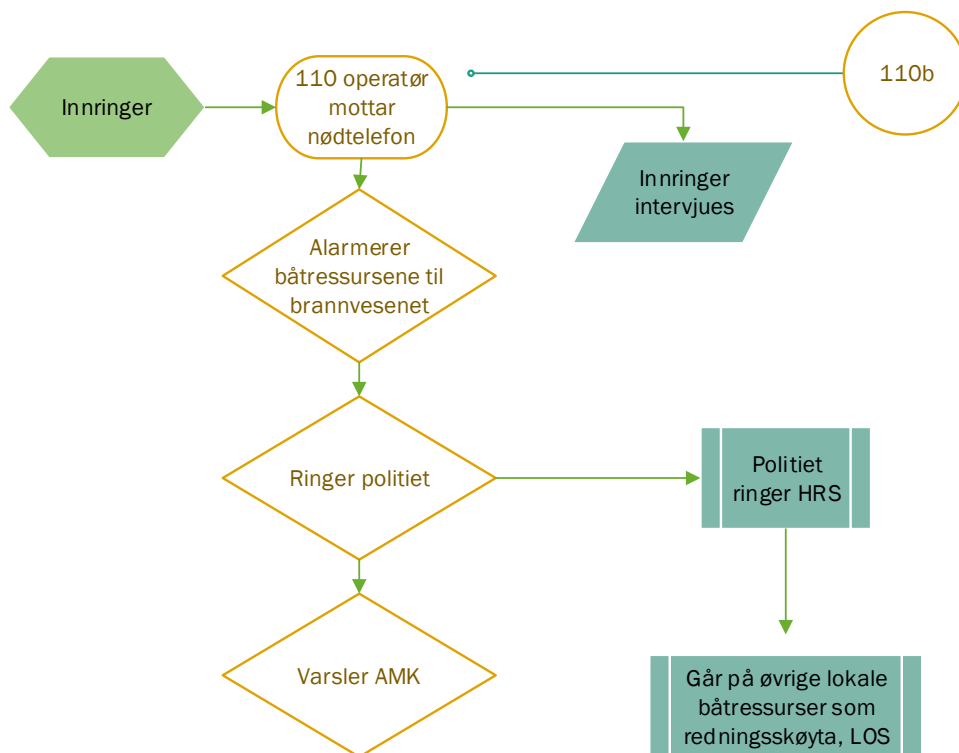 Innringer
110 operatør
mottar
nødtelefon
110b
Innringer
intervjues
Alarmerer
båtressursene til
brannvesenet
Ringer politiet
Politiet
ringer HRS
Varsler AMK
Går på øvrige lokale
båtressurser som
redningsskøyta, LOS